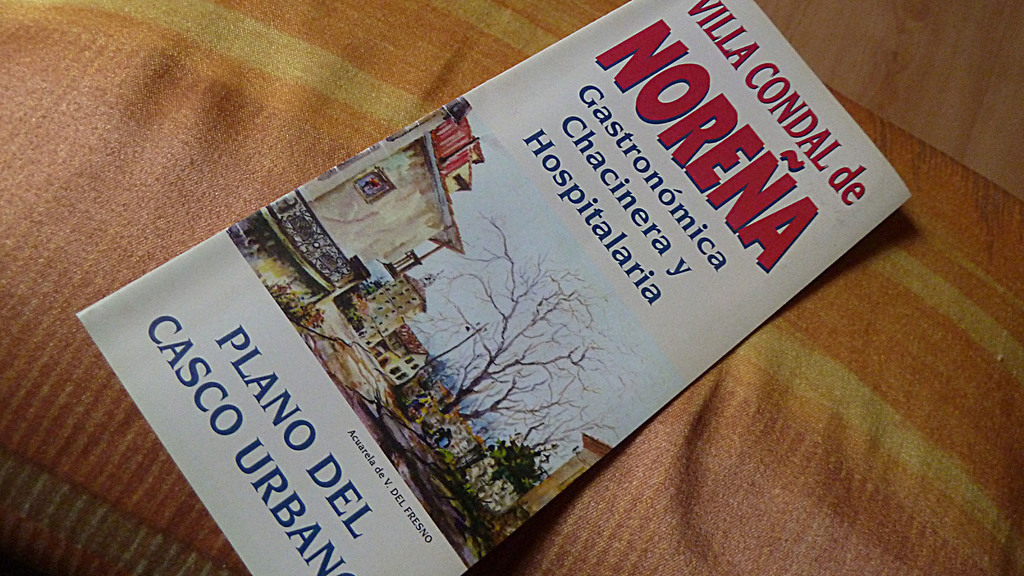 VILLA CONDAL de
NOREÑA
Gastronómica
Chacinera y
Hospitalaria
Acuarela de V. DEL FRESNO
PLANO DEL
CASCO URBANO